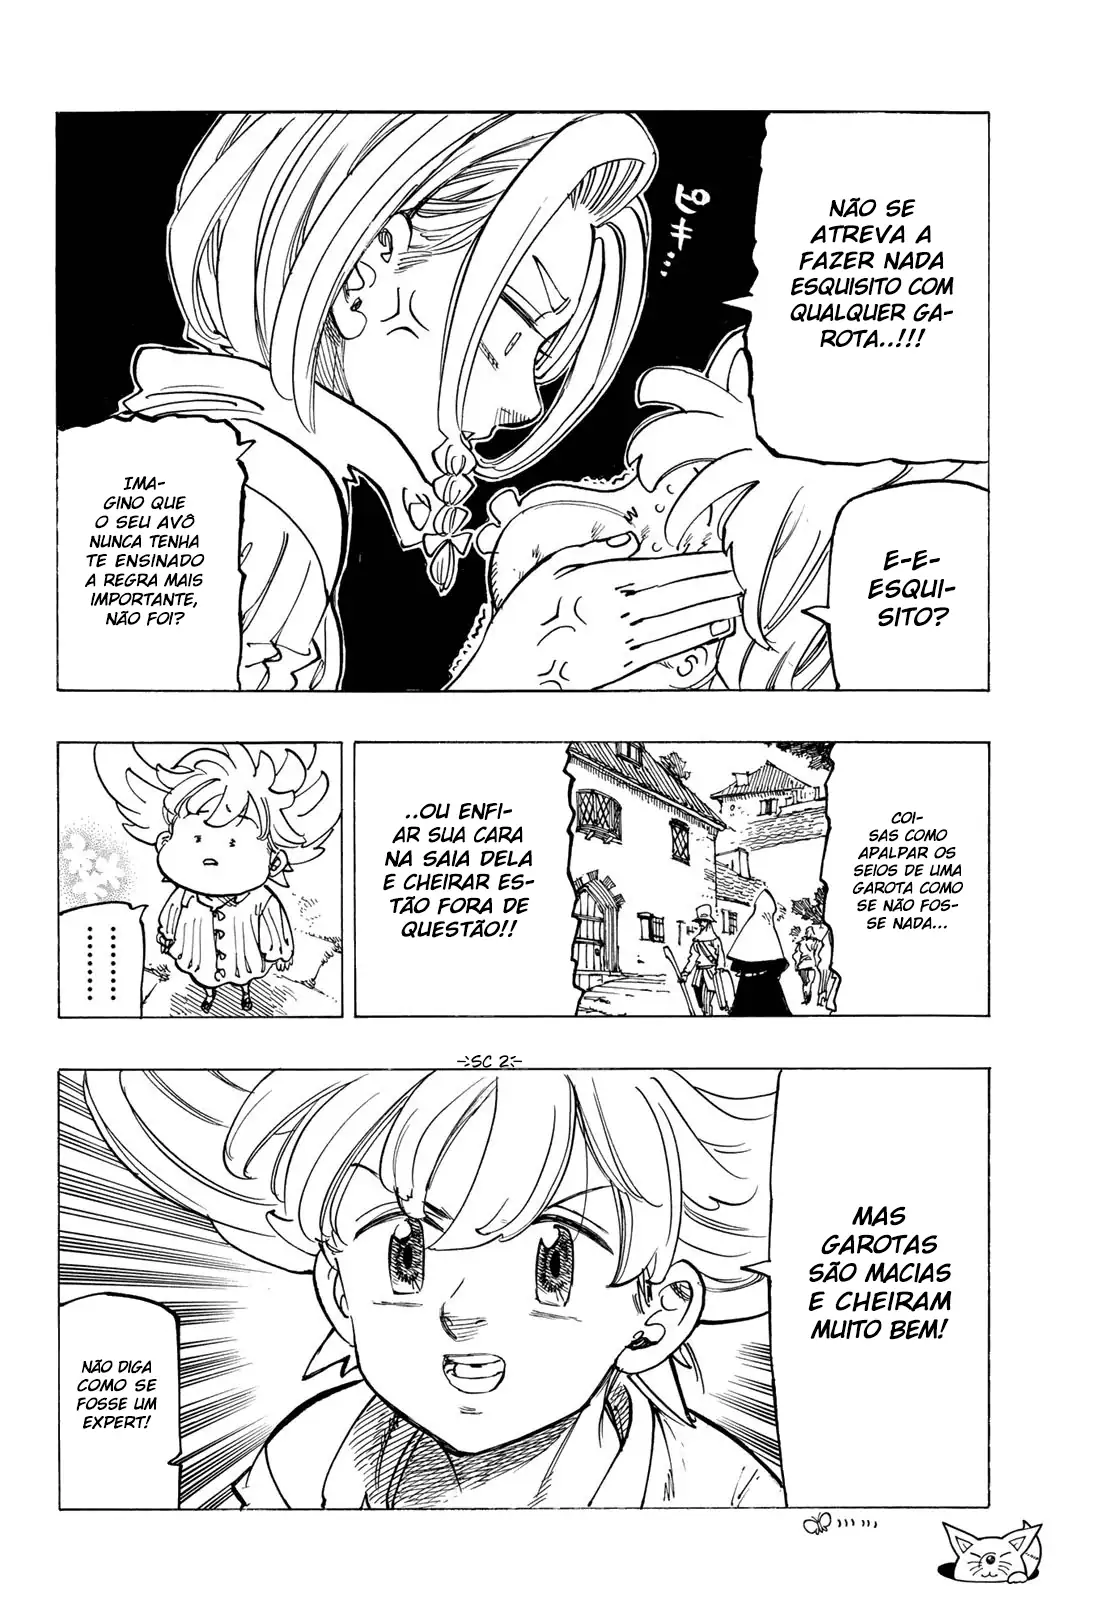 NÃO SE
ATREVA A
FAZER NADA
ESQUISITO COM
QUALQUER GA-
ROTA..!!!
ピキ...
E-E-
ESQUI-
SITO?
IMA-
GINO QUE
O SEU AVÔ
NUNCA TENHA
TE ENSINADO
A REGRA MAIS
IMPORTANTE,
NÃO FOI?
COI-
SAS COMO
APALPAR OS
SEIOS DE UMA
GAROTA COMO
SE NÃO FOS-
SE NADA...
..OU ENFI-
AR SUA CARA
NA SAIA DELA
E CHEIRAR ES-
TÃO FORA DE
QUESTÃO!!
.........
SC 2
MAS
GAROTAS
SÃO MACIAS
E CHEIRAM
MUITO BEM!
NÃO DIGA
COMO SE
FOSSE UM
EXPERT!